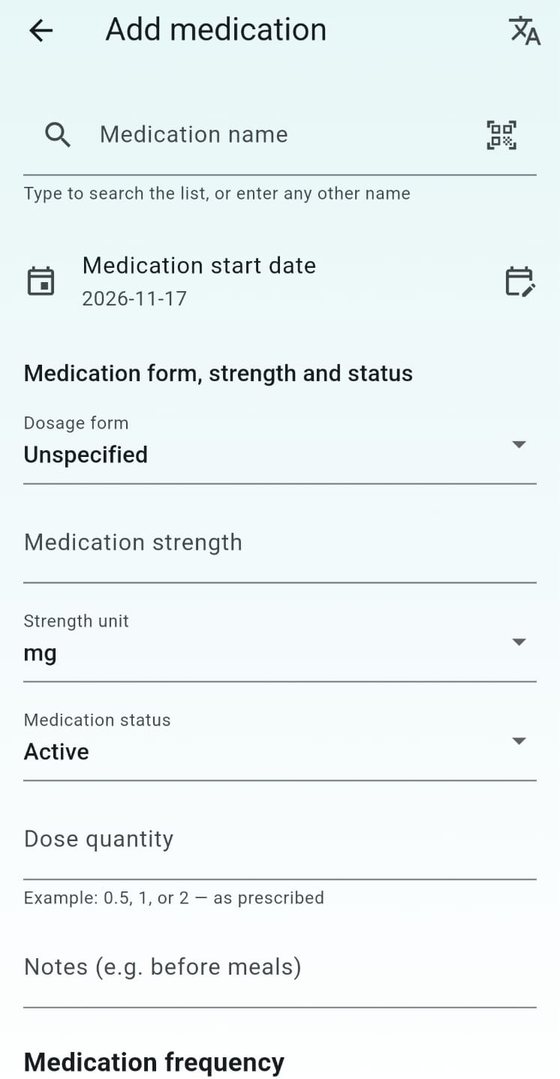 Add medication
Medication name
Type to search the list, or enter any other name
Medication start date
2026-11-17
Medication form, strength and status
Dosage form
Unspecified
Medication strength
Strength unit
mg
Medication status
Active
Dose quantity
Example: 0.5, 1, or 2 — as prescribed
Notes (e.g. before meals)
Medication frequency